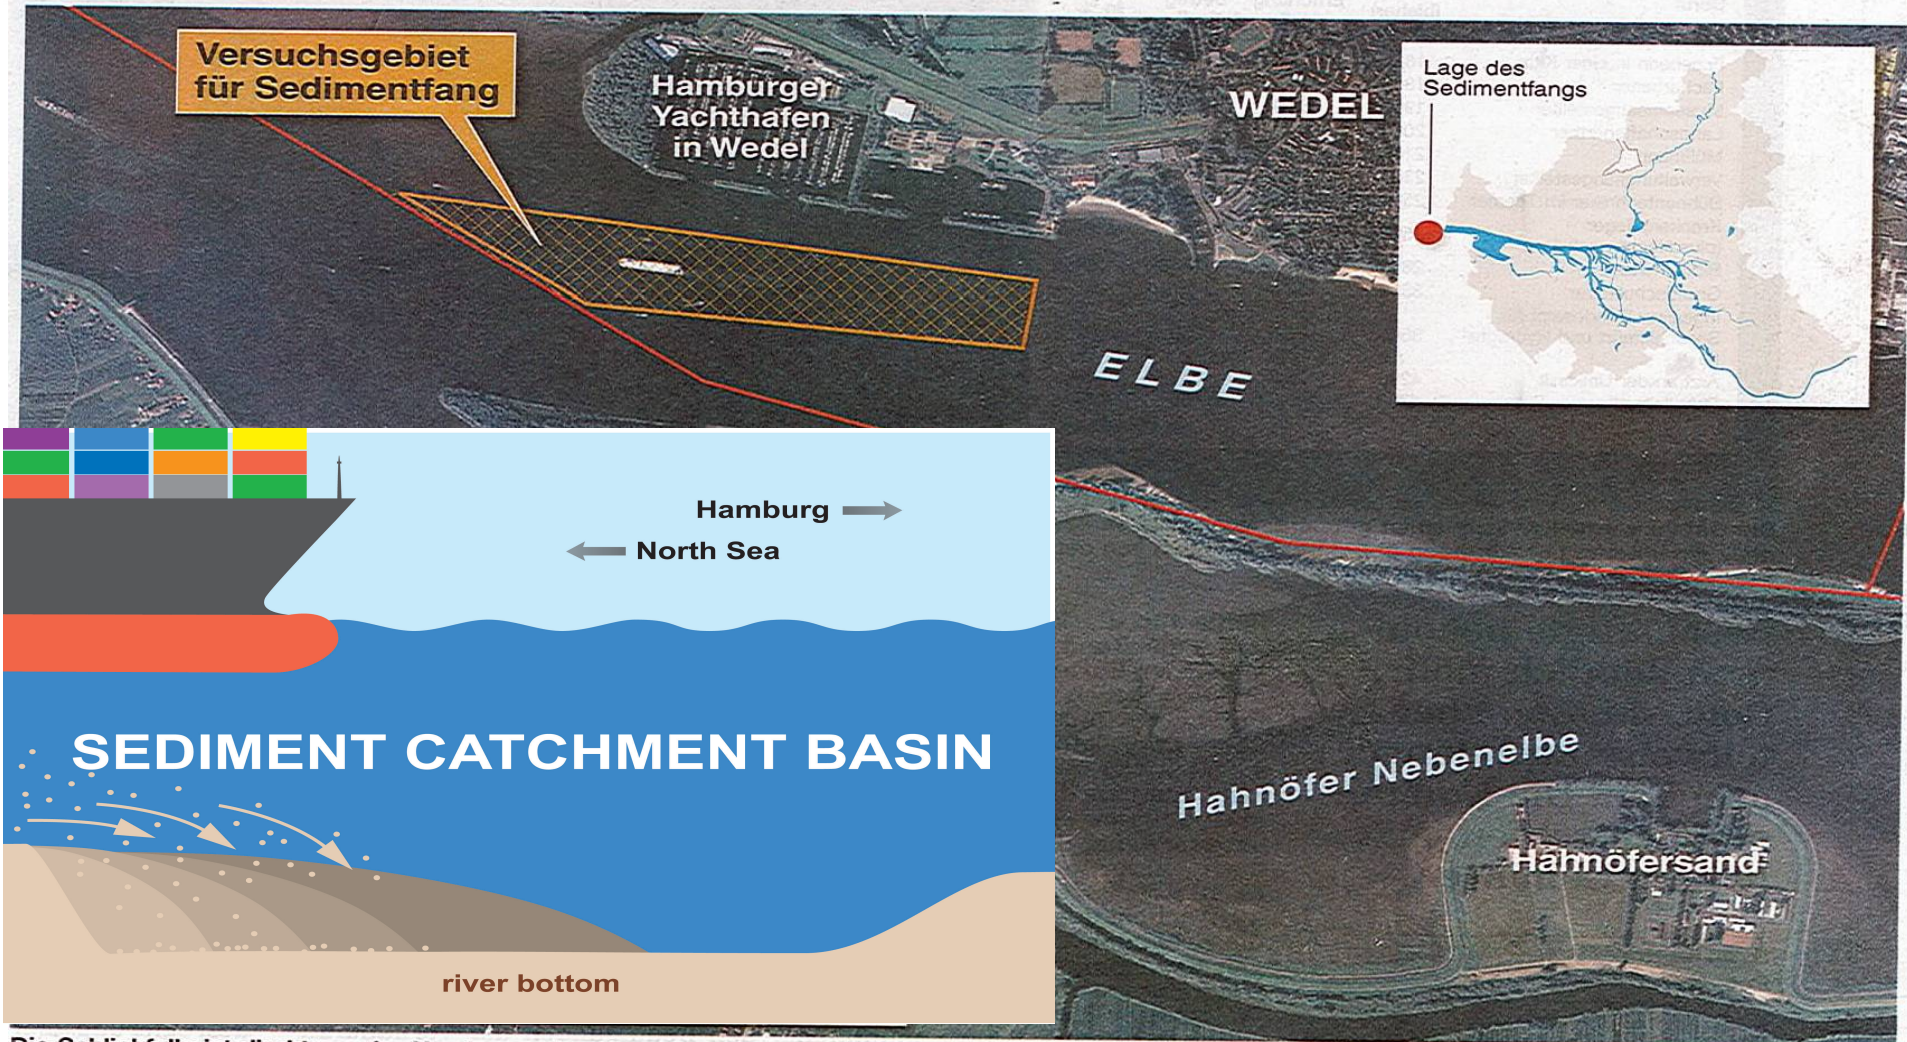 Versuchsgebiet
für Sedimentfang
Hamburger
Yachthafen
in Wedel
WEDEL
Lage des
Sedimentfangs
ELBE
Hamburg
North Sea
SEDIMENT CATCHMENT BASIN
river bottom
Hahnöfer Nebenelbe
Hahnöfersand